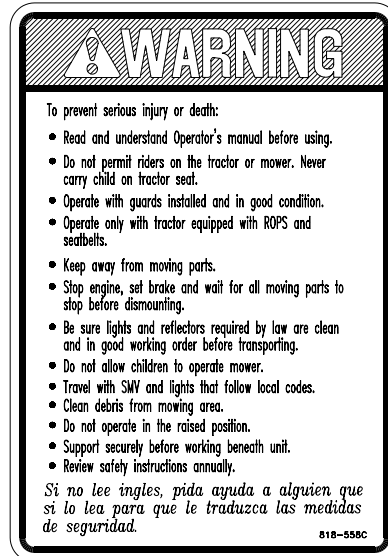 WARNING
To prevent serious injury or death:
• Read and understand Operator's manual before using.
• Do not permit riders on the tractor or mower. Never
carry child on tractor seat.
• Operate with guards installed and in good condition.
• Operate only with tractor equipped with ROPS and
seatbelts.
• Keep away from moving parts.
• Stop engine, set brake and wait for all moving parts to
stop before dismounting.
• Be sure lights and reflectors required by law are clean
and in good working order before transporting.
• Do not allow children to operate mower.
• Travel with SMV and lights that follow local codes.
• Clean debris from mowing area.
• Do not operate in the raised position.
• Support securely before working beneath unit.
• Review safety instructions annually.
Si no lee ingles, pida ayuda a alguien que
si lo lea para que le traduzca las medidas
de seguridad.
818-558C